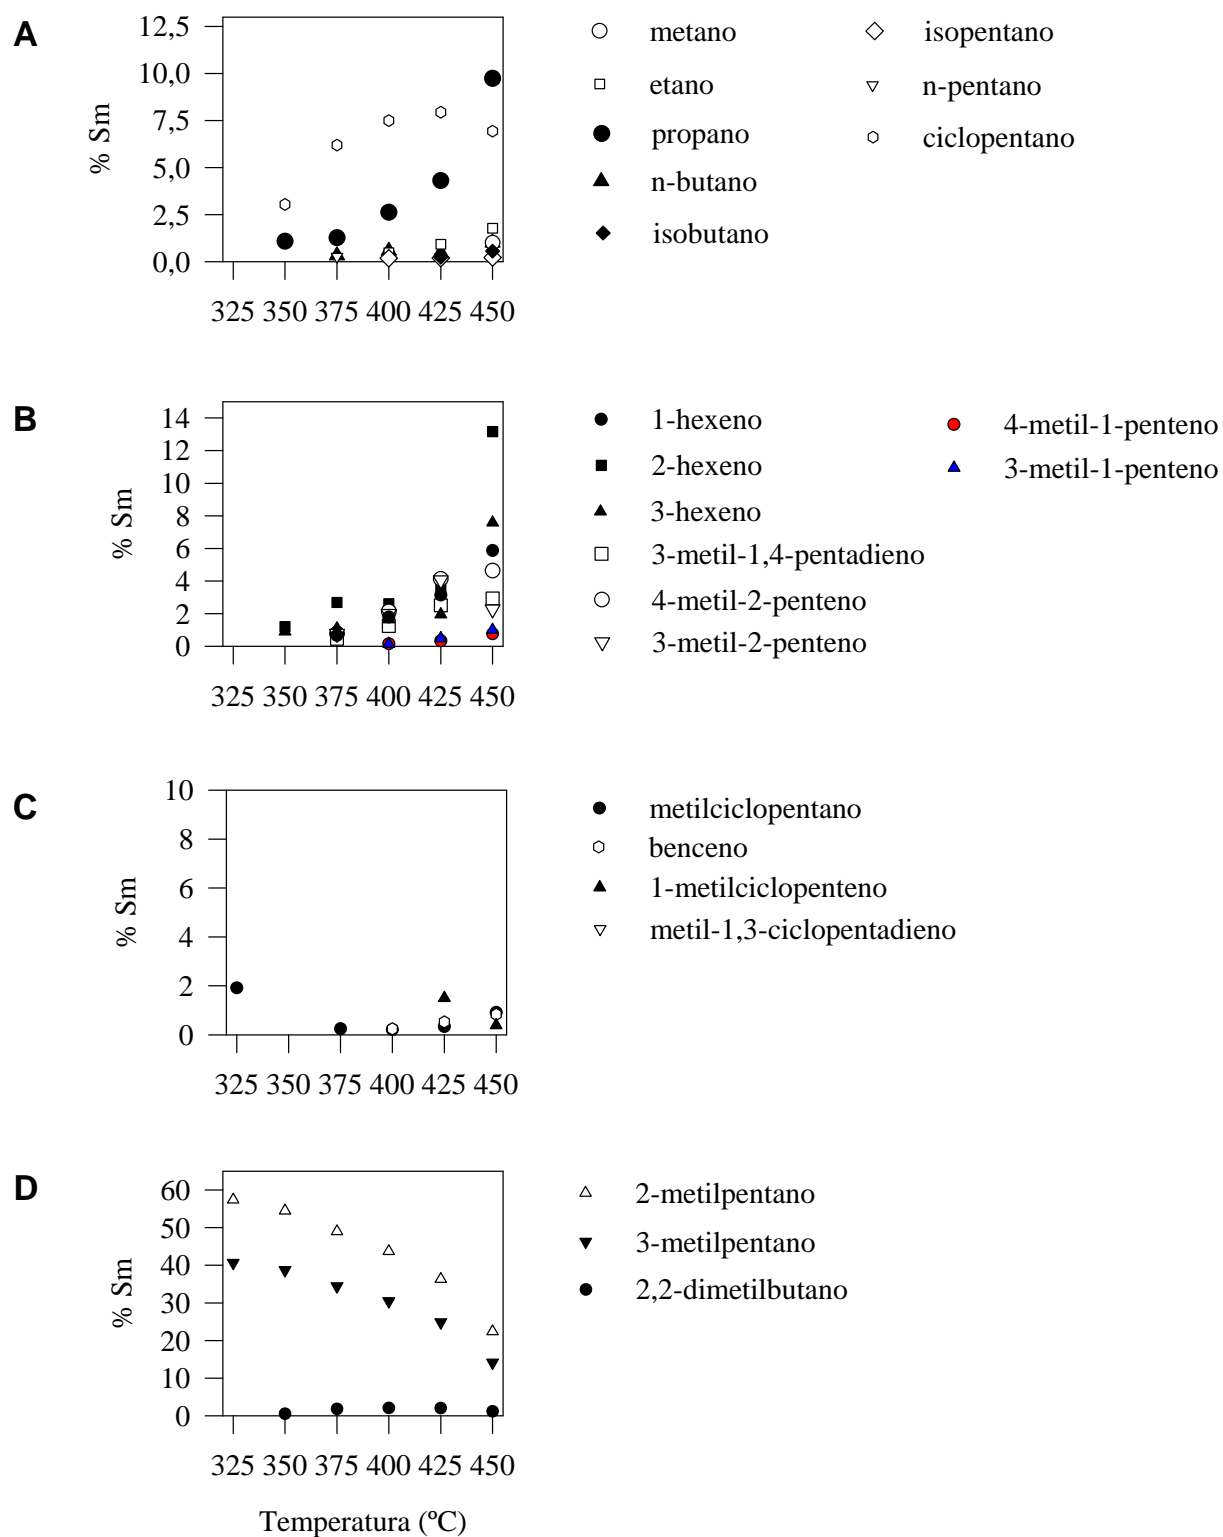 A
12,5
10,0
7,5
5,0
2,5
0,0
% Sm
325 350 375 400 425 450
metano
etano
propano
n-butano
isobutano
isopentano
n-pentano
ciclopentano
B
14
12
10
8
6
4
2
0
% Sm
325 350 375 400 425 450
1-hexeno
2-hexeno
3-hexeno
3-metil-1,4-pentadieno
4-metil-2-penteno
3-metil-2-penteno
4-metil-1-penteno
3-metil-1-penteno
C
10
8
6
4
2
0
% Sm
325 350 375 400 425 450
metilciclopentano
benceno
1-metilciclopenteno
metil-1,3-ciclopentadieno
D
60
50
40
30
20
10
0
% Sm
325 350 375 400 425 450
Temperatura (ºC)
2-metilpentano
3-metilpentano
2,2-dimetilbutano